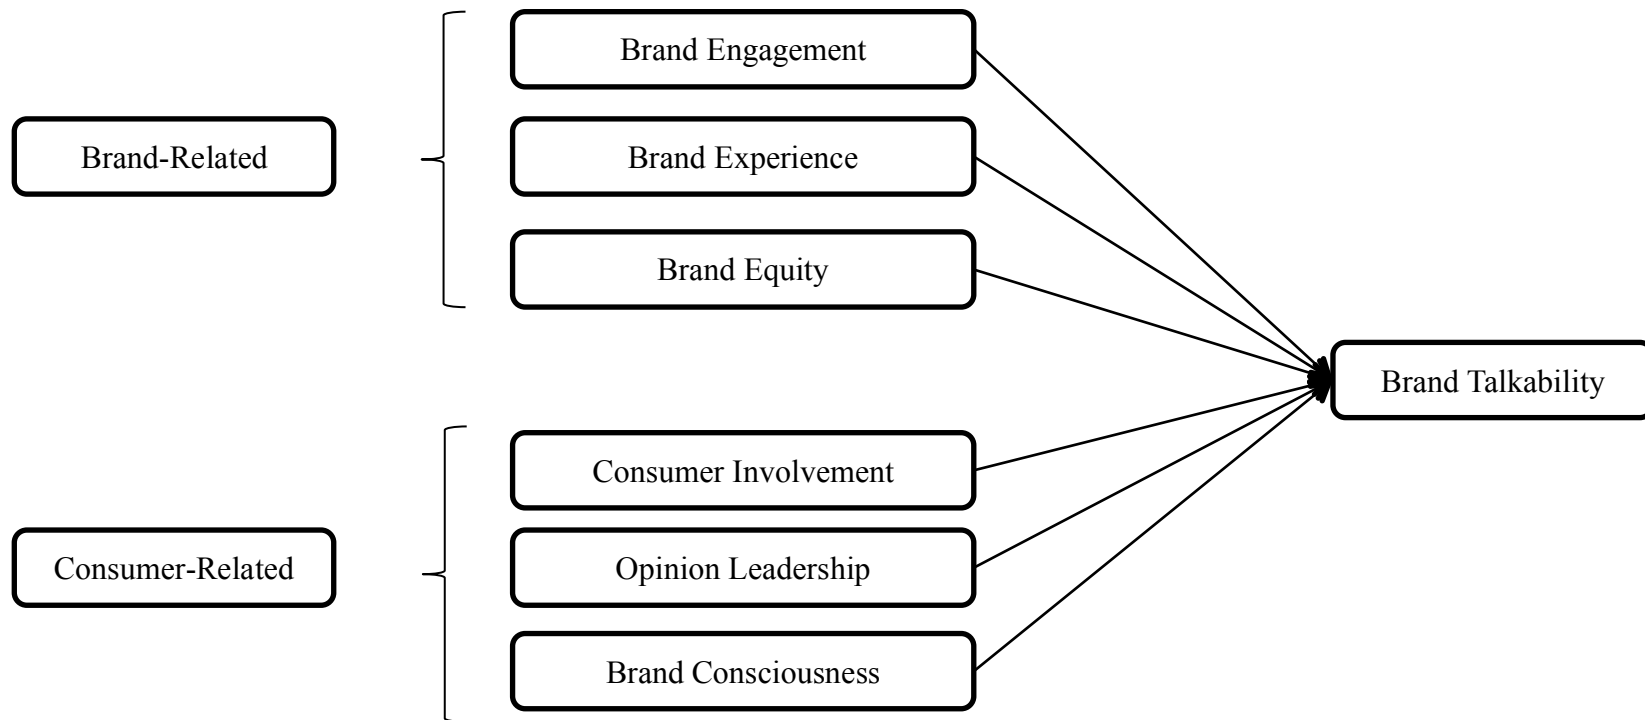 Brand Engagement
Brand-Related
Brand Experience
Brand Equity
Brand Talkability
Consumer Involvement
Consumer-Related
Opinion Leadership
Brand Consciousness